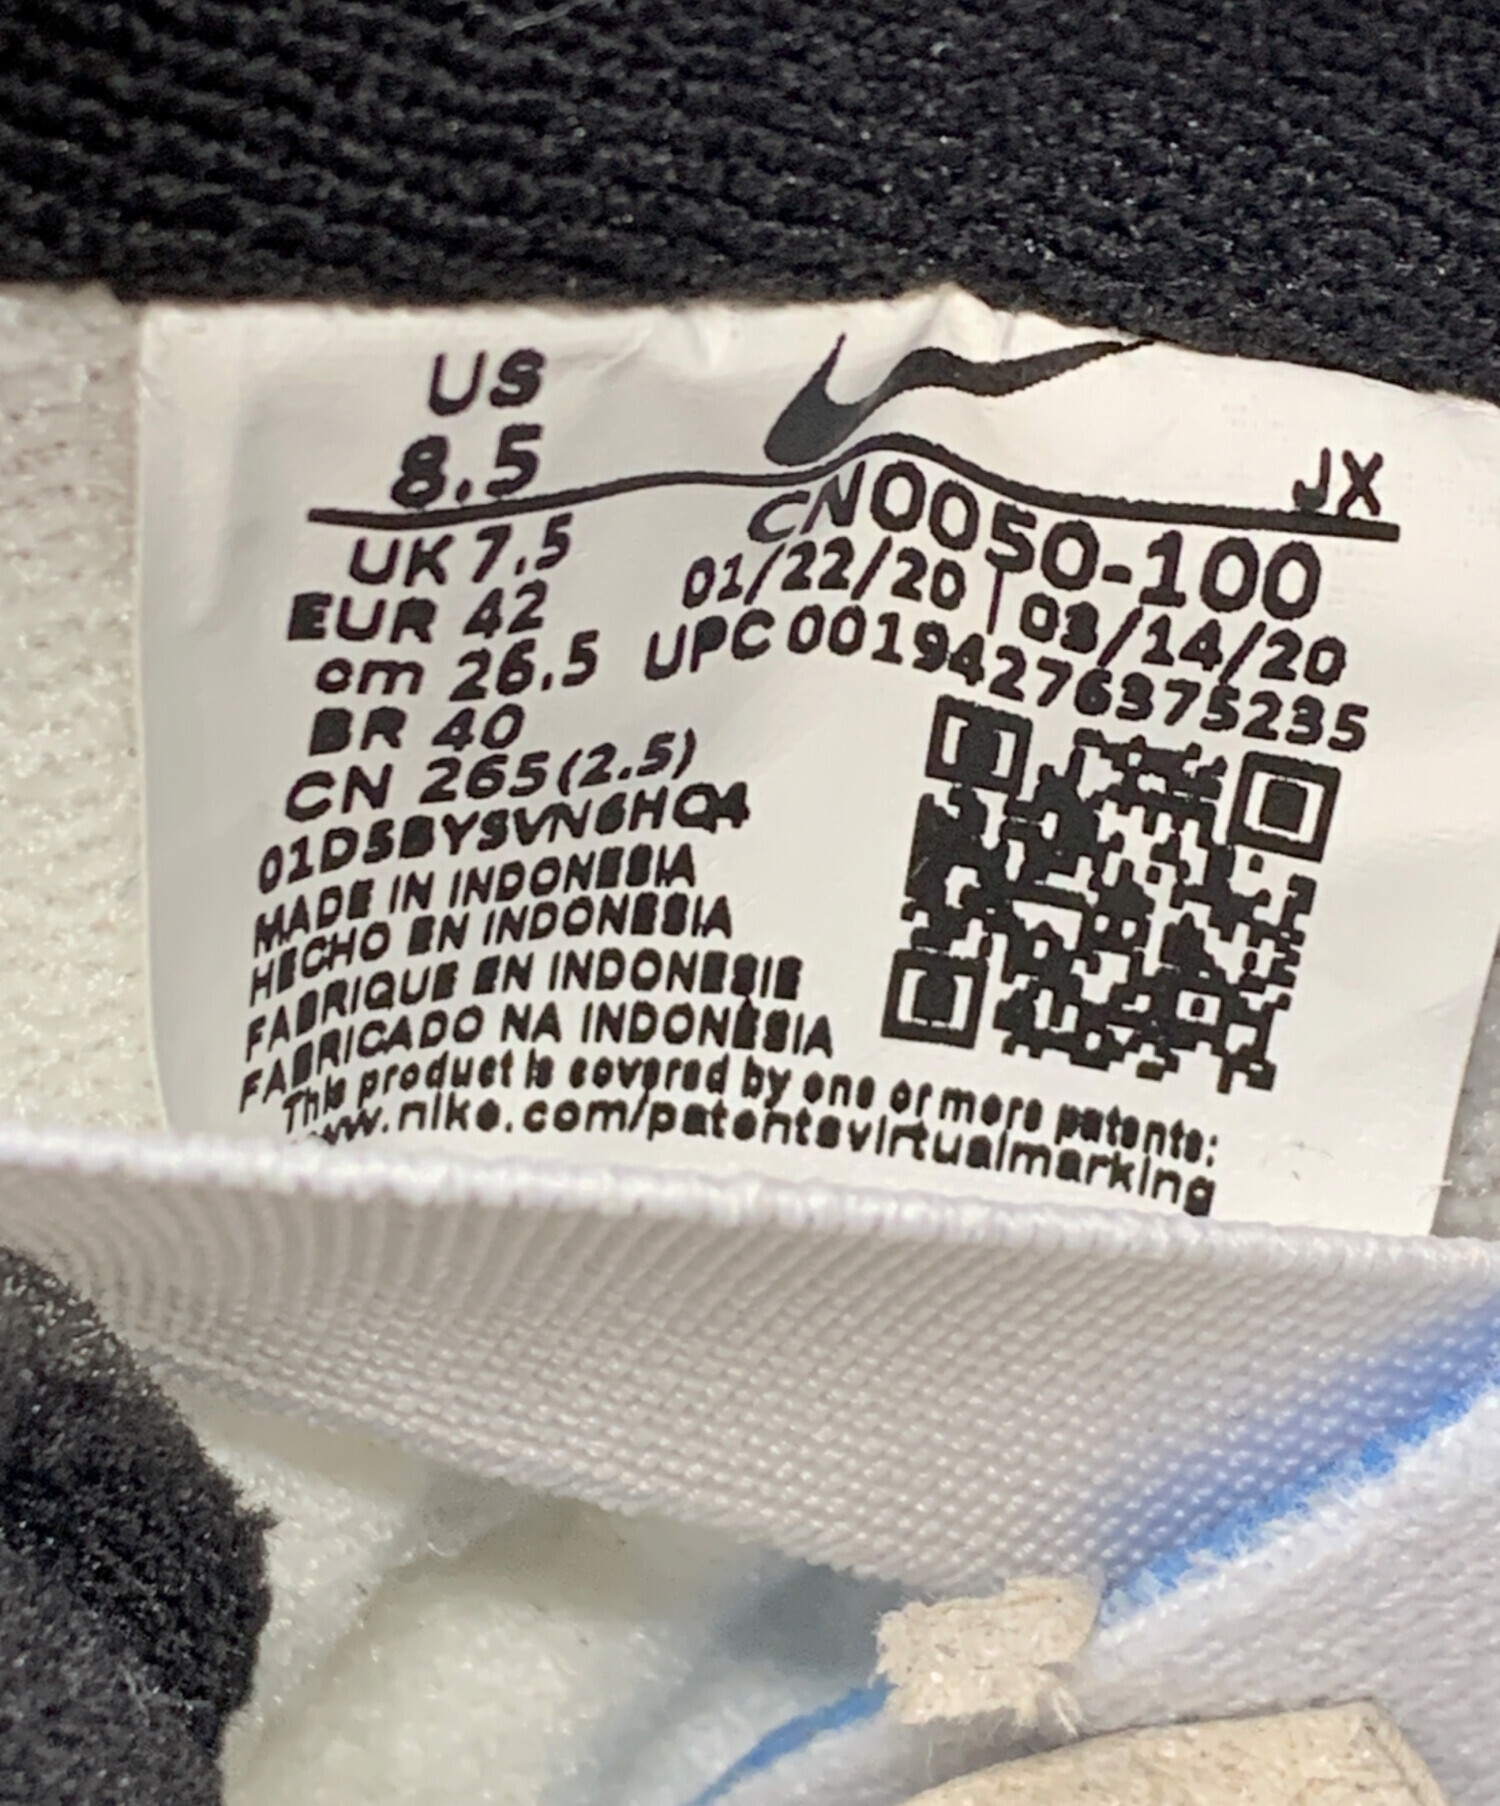 US
8.5
JX
UK 7.5
EUR 42
cm 26.5
BR 40
CN 265(2.5)
CN0050-100
01/22/20 | 03/14/20
UPC 00194276375235
01D5BYSVN6HQ4
MADE IN INDONESIA
HECHO EN INDONESIA
FABRIQUE EN INDONESIE
FABRICADO NA INDONÉSIA
This product is covered by one or more patents:
www.nike.com/patentsvirtualmarking